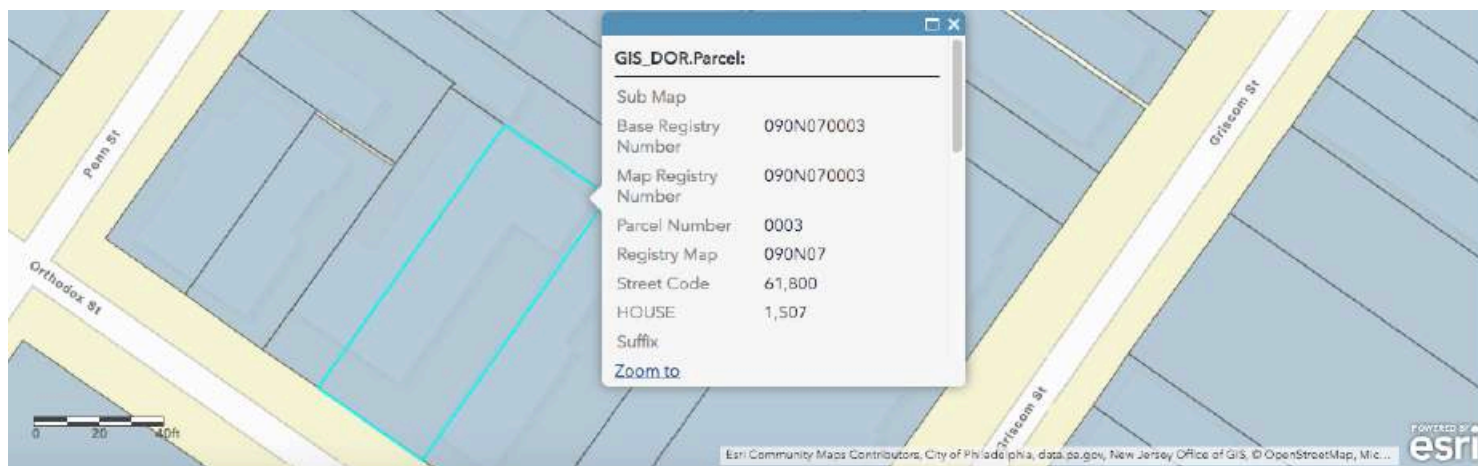 GIS_DOR.Parcel:
Sub Map
Base Registry Number 090N070003
Map Registry Number 090N070003
Parcel Number 0003
Registry Map 090N07
Street Code 61,800
HOUSE 1,507
Suffix
Zoom to
Penn St
Orthodox St
Griscom St
Griscom St
0 20 40ft
Esri Community Maps Contributors, City of Philadelphia, data.pa.gov, New Jersey Office of GIS, © OpenStreetMap, Mic...
POWERED BY
esri